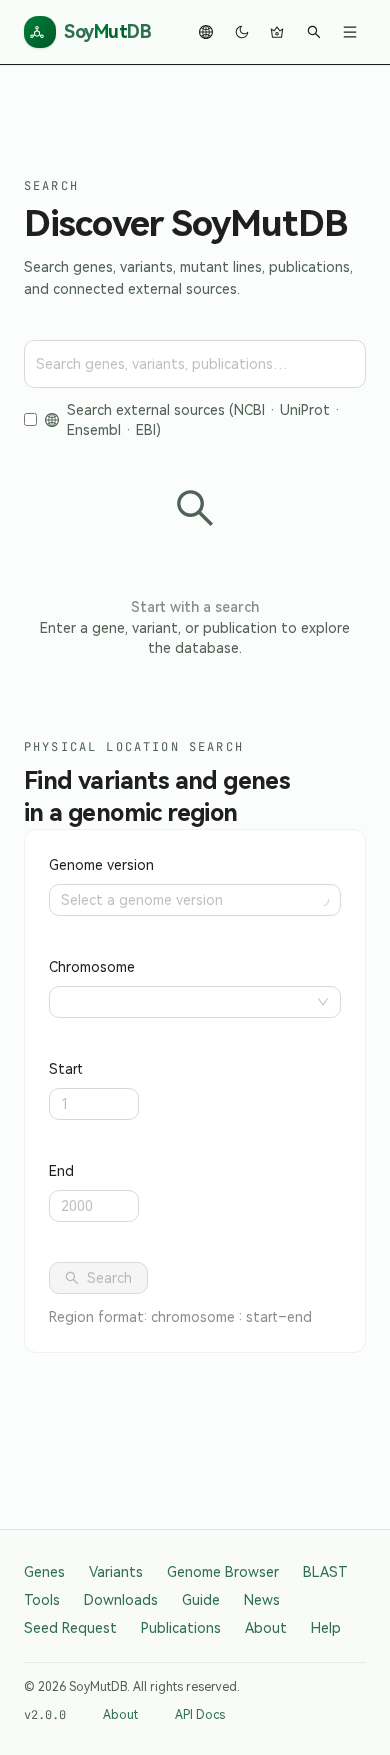 SoyMutDB
SEARCH
Discover SoyMutDB
Search genes, variants, mutant lines, publications,
and connected external sources.
Search genes, variants, publications…
Search external sources (NCBI · UniProt ·
Ensembl · EBI)
Start with a search
Enter a gene, variant, or publication to explore
the database.
PHYSICAL LOCATION SEARCH
Find variants and genes
in a genomic region
Genome version
Select a genome version
Chromosome
Start
1
End
2000
Search
Region format: chromosome : start–end
Genes Variants Genome Browser BLAST
Tools Downloads Guide News
Seed Request Publications About Help
© 2026 SoyMutDB. All rights reserved.
v2.0.0 · About · API Docs